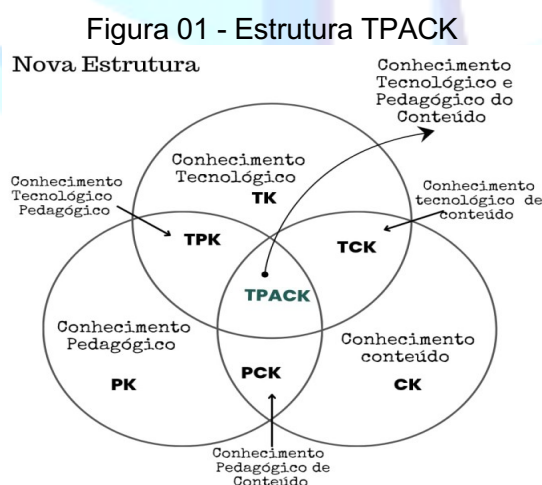 Figura 01 - Estrutura TPACK
Nova Estrutura
Conhecimento
Tecnológico e
Pedagógico do
Conteúdo
Conhecimento
Tecnológico
TK
Conhecimento
Tecnológico
Pedagógico
Conhecimento
tecnológico de
conteúdo
TPK
TCK
TPACK
Conhecimento
Pedagógico
PK
Conhecimento
conteúdo
CK
PCK
Conhecimento
Pedagógico de
Conteúdo